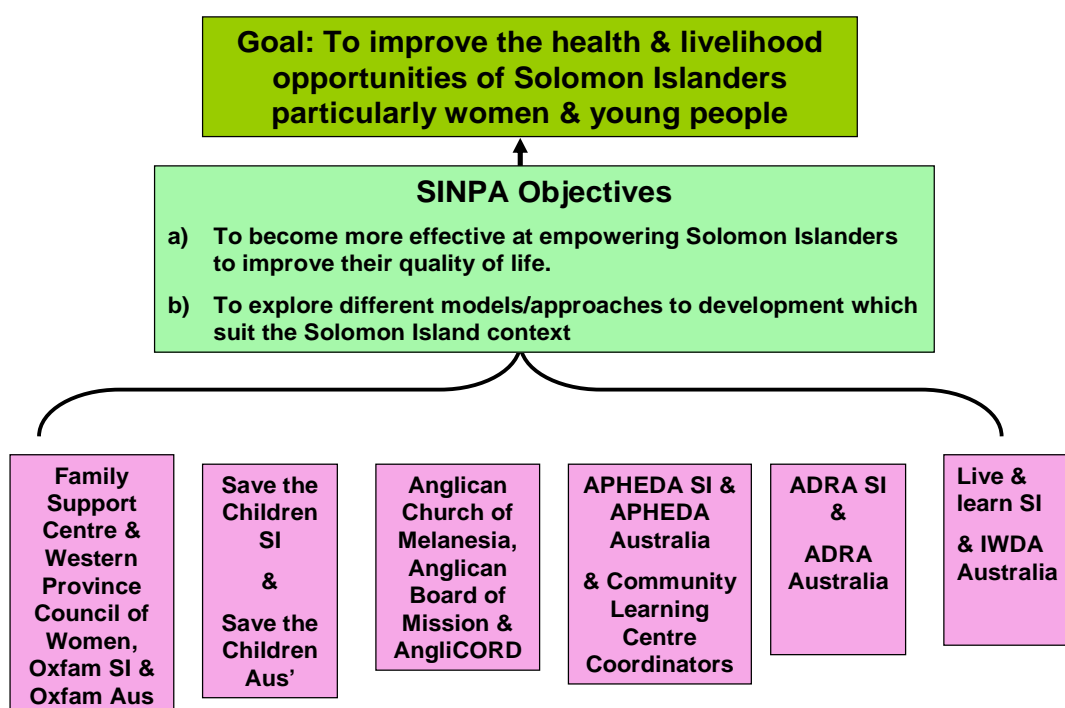 Goal: To improve the health & livelihood
opportunities of Solomon Islanders
particularly women & young people
SINPA Objectives
a) To become more effective at empowering Solomon Islanders
to improve their quality of life.
b) To explore different models/approaches to development which
suit the Solomon Island context
Family
Support
Centre &
Western
Province
Council of
Women,
Oxfam SI &
Oxfam Aus
Save the
Children
SI
&
Save the
Children
Aus’
Anglican
Church of
Melanesia,
Anglican
Board of
Mission &
AngliCORD
APHEDA SI &
APHEDA
Australia
& Community
Learning
Centre
Coordinators
ADRA SI
&
ADRA
Australia
Live &
learn SI
& IWDA
Australia